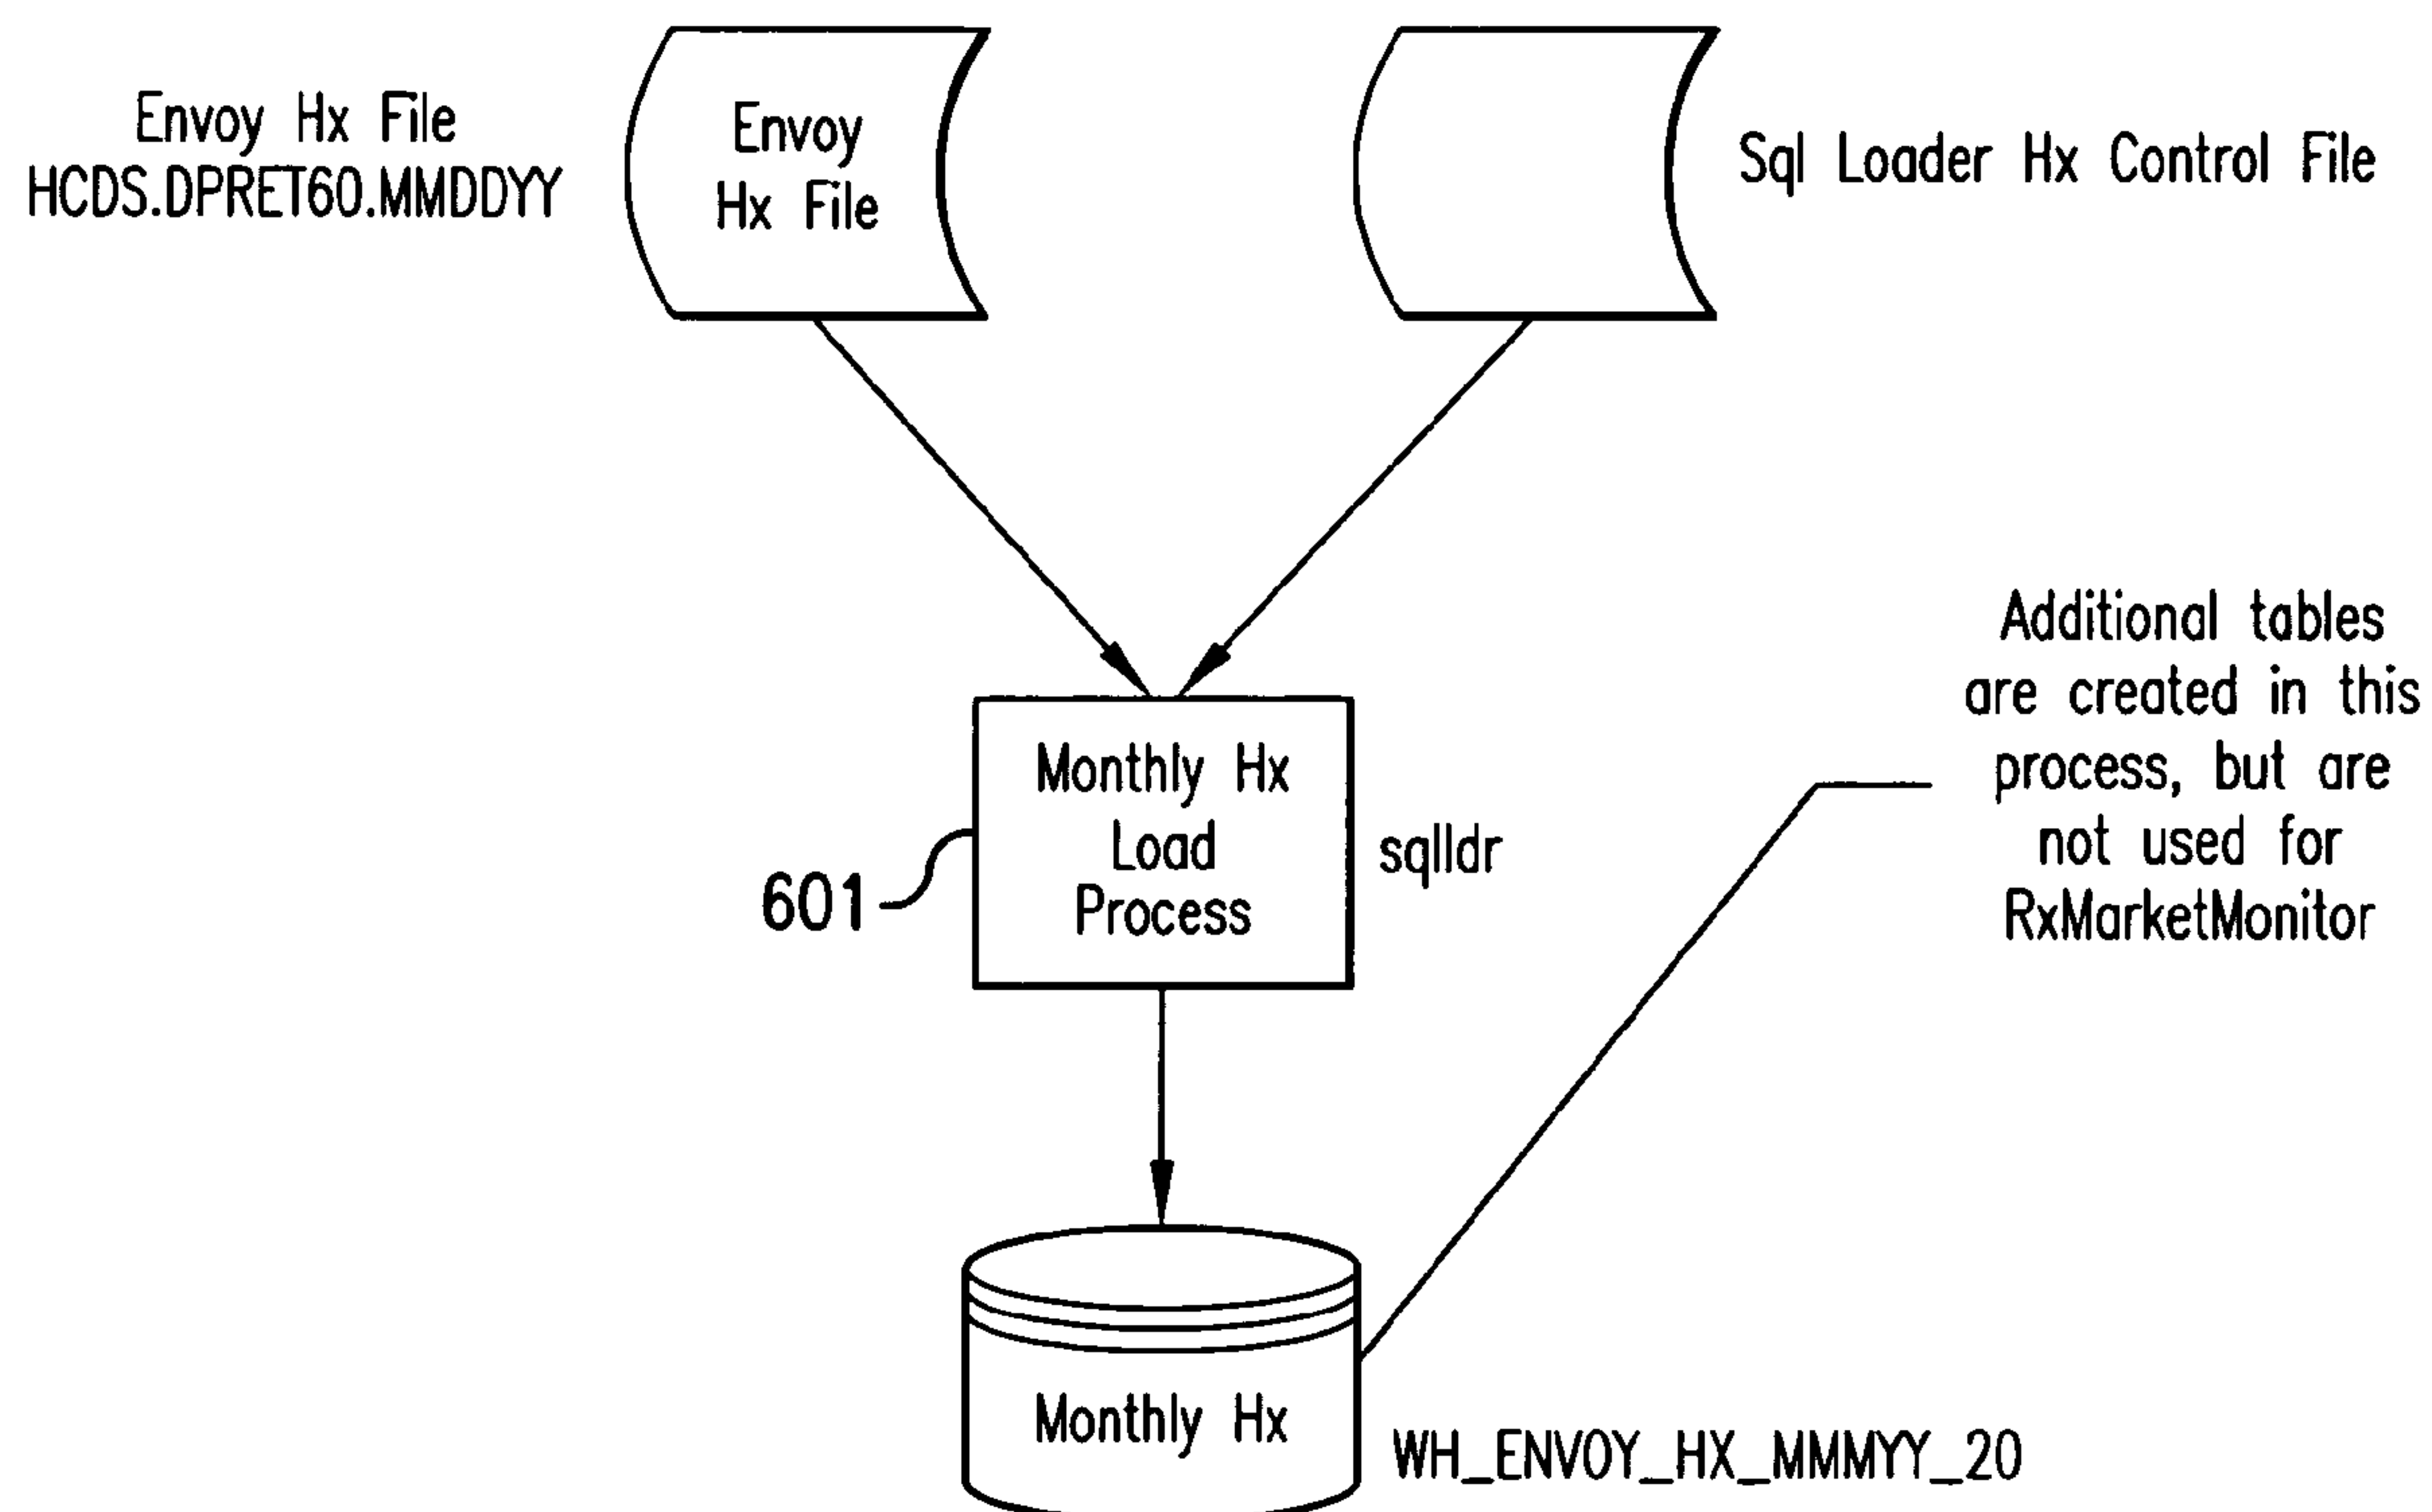 Envoy Hx File
HCDS.DPRET60.MMDDYY
Envoy
Hx File
Sql Loader Hx Control File
Additional tables
are created in this
process, but are
not used for
RxMarketMonitor
Monthly Hx
Load
Process
sqlldr
601
Monthly Hx
WH_ENVOY_HX_MMMYY_20